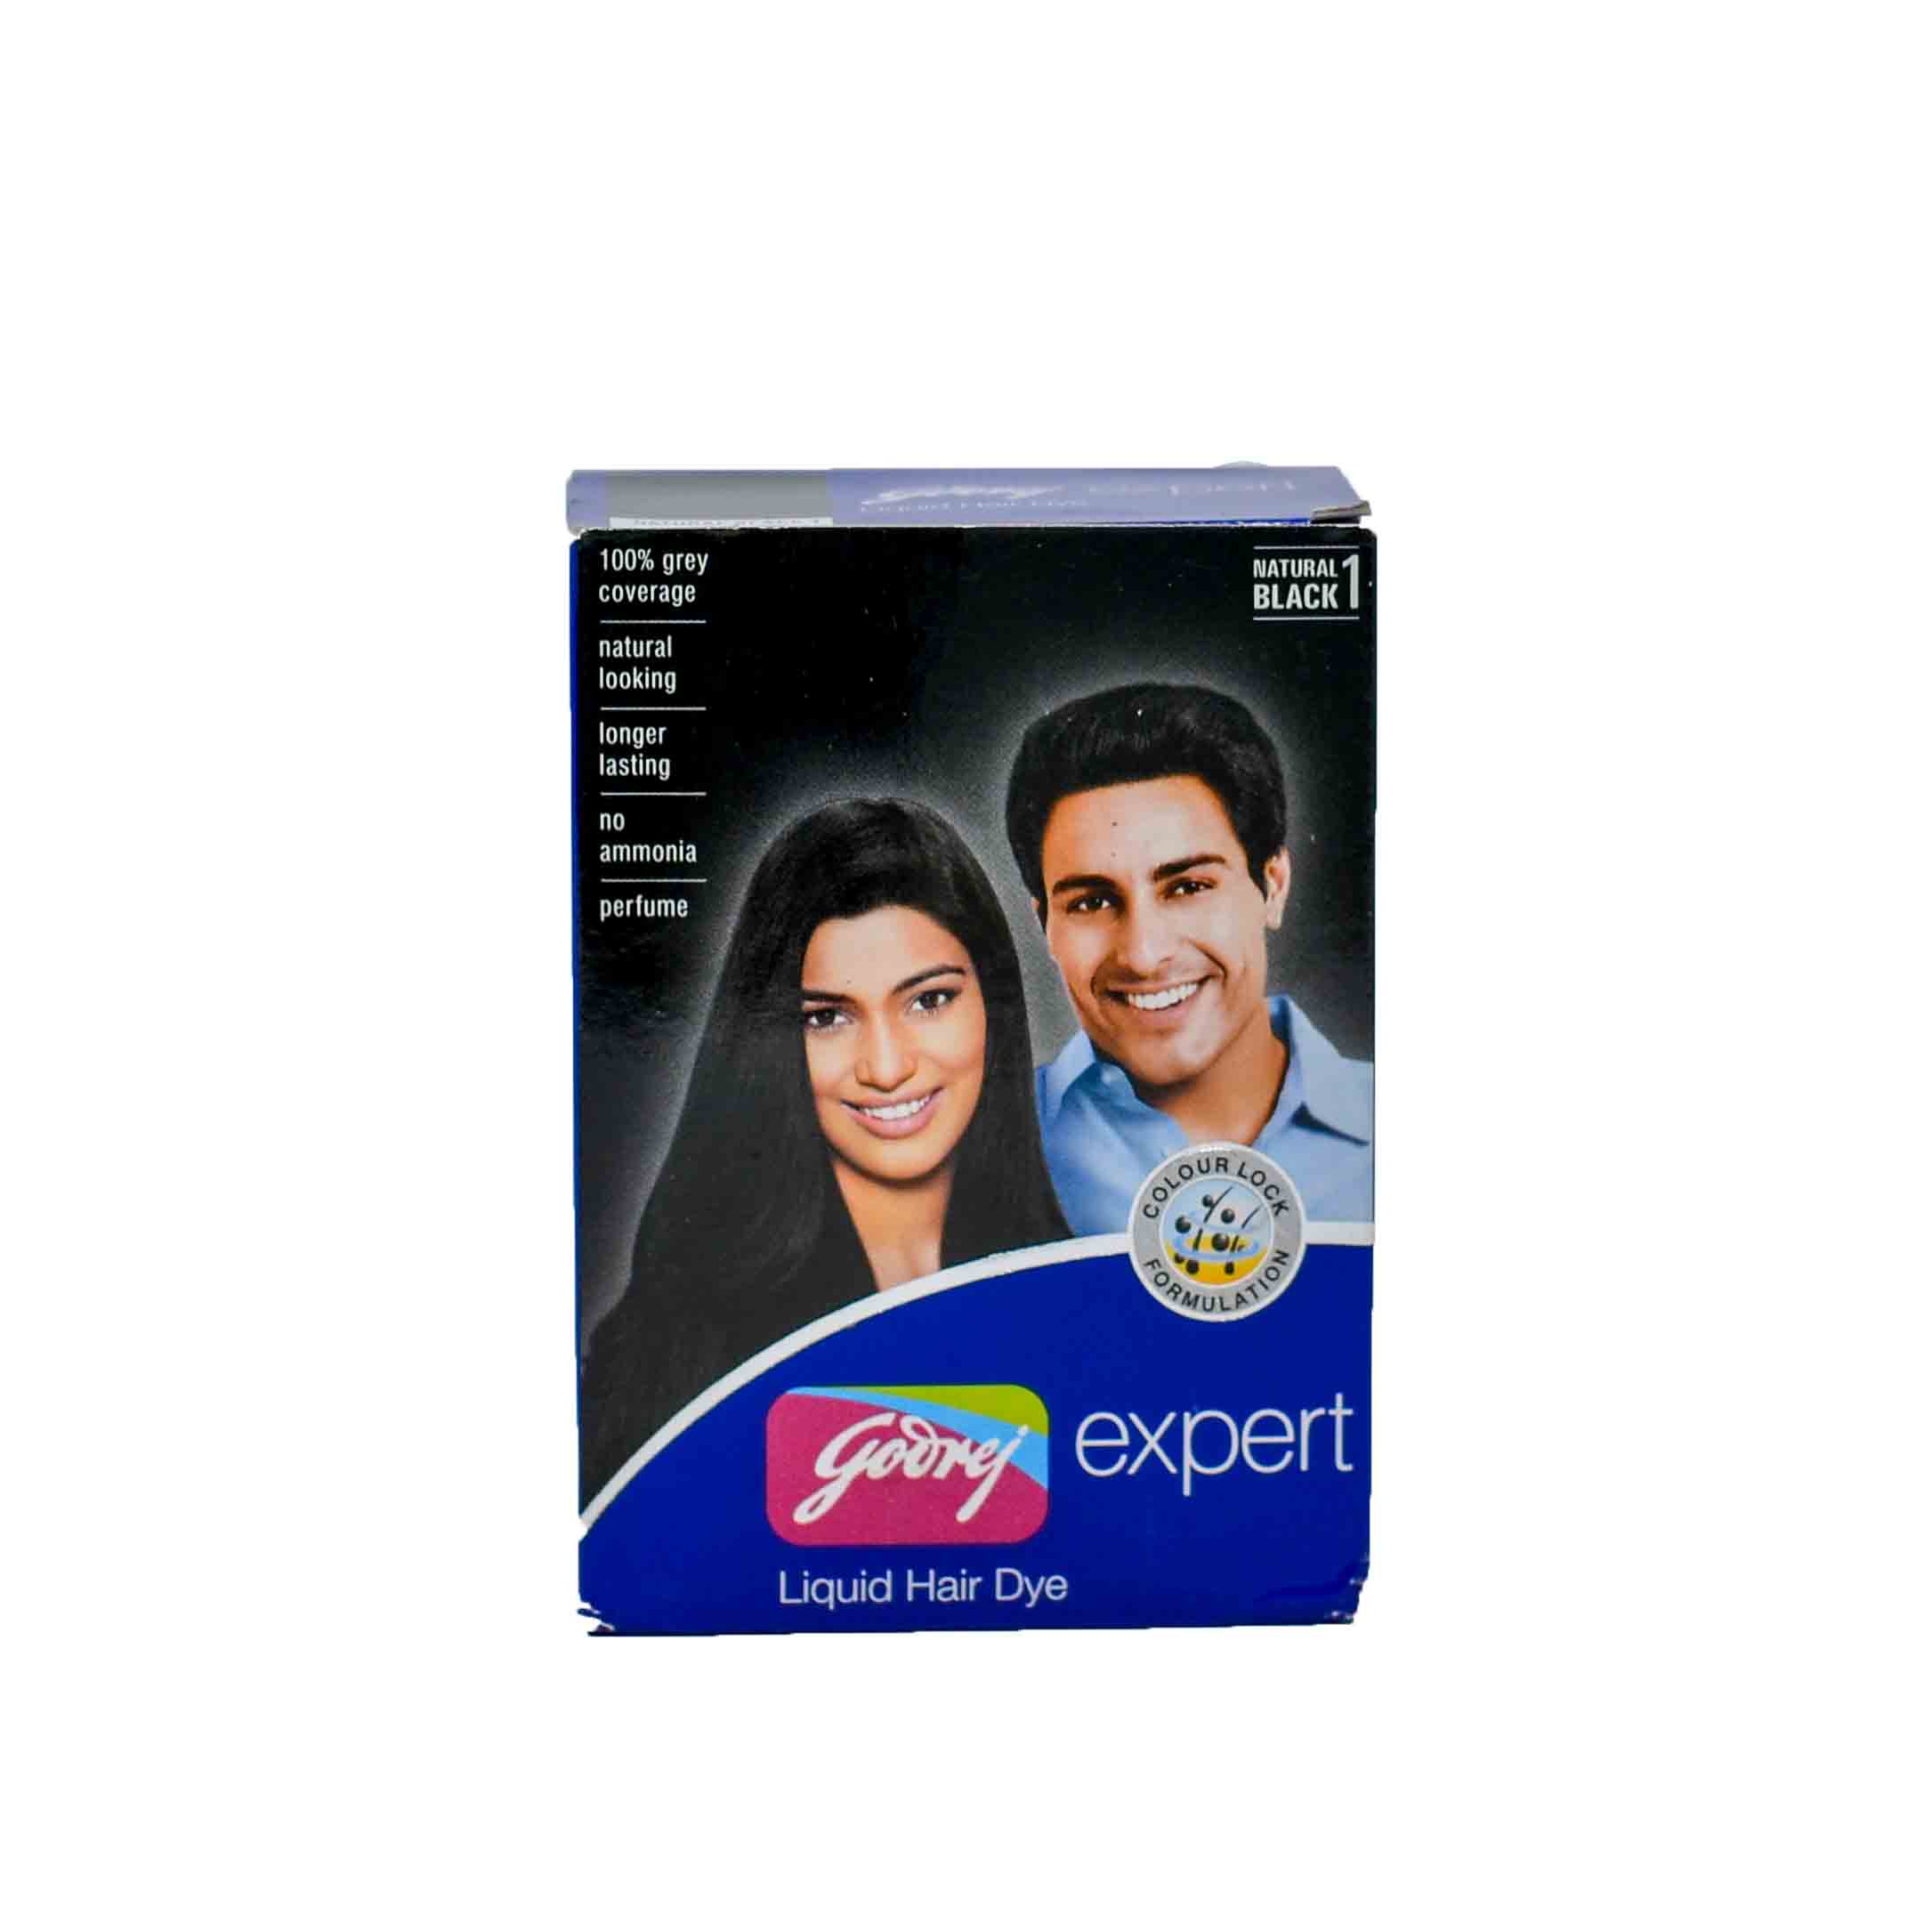 100% grey
coverage
natural
looking
longer
lasting
no
ammonia
perfume
NATURAL 1
BLACK
COLOUR LOCK
FORMULATION
Godrej expert
Liquid Hair Dye